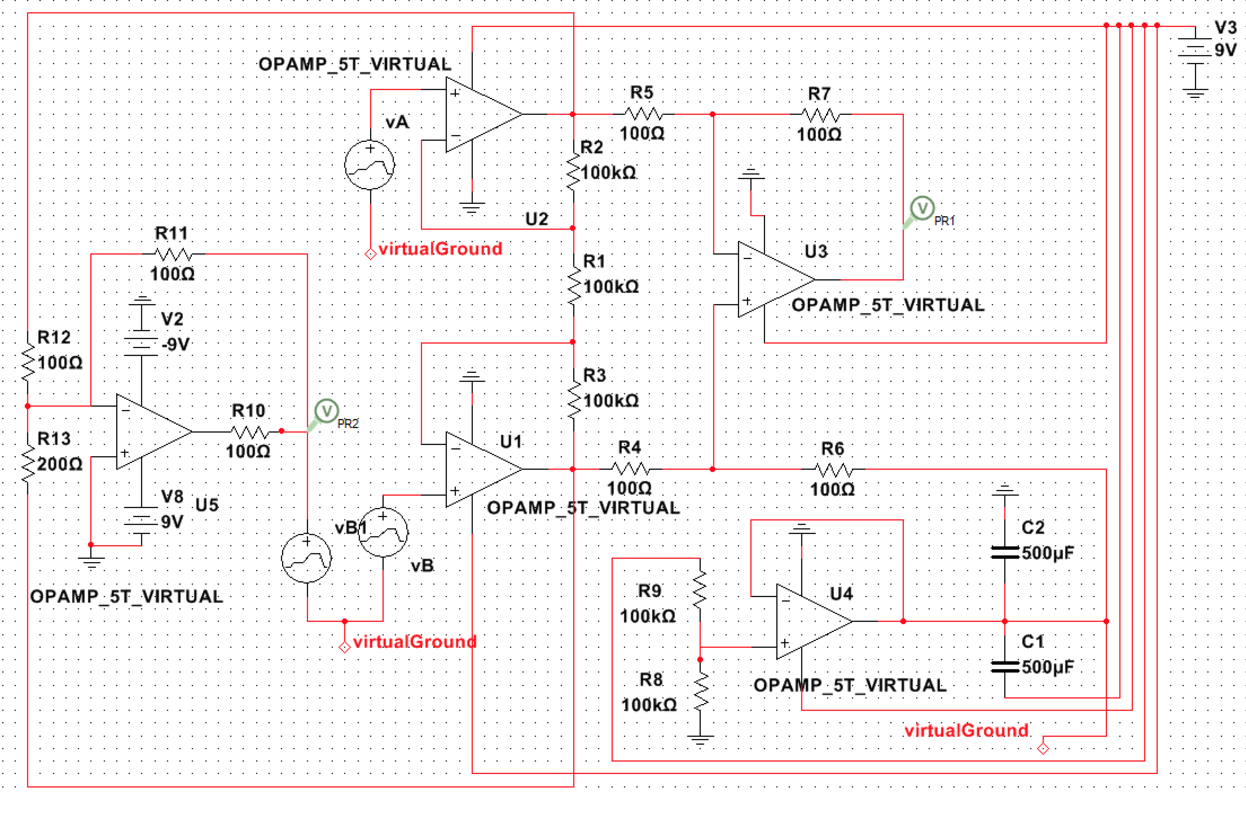 V3
9V
OPAMP_5T_VIRTUAL
+
−
vA
+
R5
100Ω
R7
100Ω
R2
100kΩ
U2
virtualGround
V
PR1
R11
100Ω
R1
100kΩ
−
+
U3
OPAMP_5T_VIRTUAL
V2
-9V
R12
100Ω
R3
100kΩ
−
+
R10
100Ω
V
PR2
R13
200Ω
U1
−
+
R4
100Ω
R6
100Ω
OPAMP_5T_VIRTUAL
V8
9V
U5
vB1
+
+
vB
OPAMP_5T_VIRTUAL
C2
500µF
R9
100kΩ
U4
−
+
virtualGround
C1
500µF
R8
100kΩ
OPAMP_5T_VIRTUAL
virtualGround